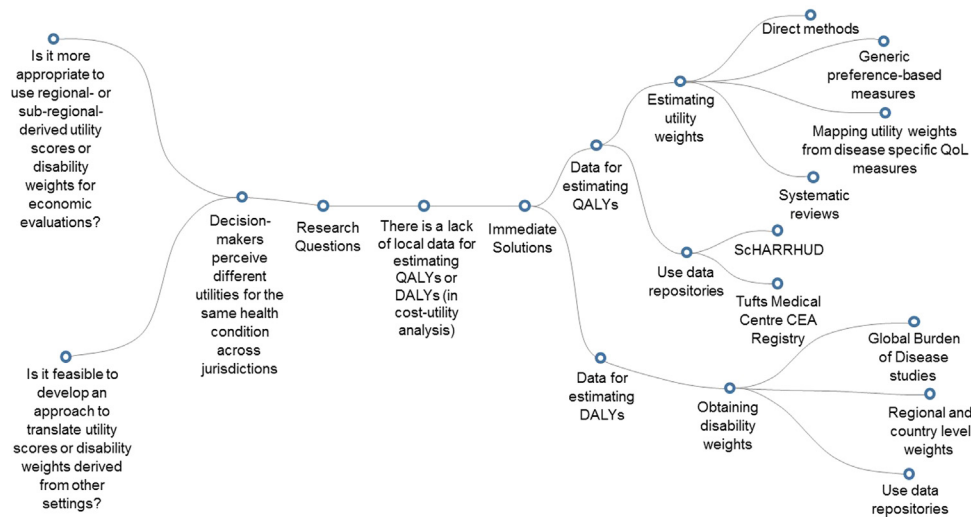 Is it more
appropriate to
use regional- or
sub-regional-
derived utility
scores or
disability
weights for
economic
evaluations?
Is it feasible to
develop an
approach to
translate utility
scores or disability
weights derived
from other
settings?
Decision-
makers
perceive
different
utilities for the
same health
condition
across
jurisdictions
Research
Questions
There is a lack
of local data for
estimating
QALYs or
DALYs (in
cost-utility
analysis)
Immediate
Solutions
Data for
estimating
QALYs
Estimating
utility
weights
Direct methods
Generic
preference-based
measures
Mapping utility weights
from disease specific QoL
measures
Systematic
reviews
Use data
repositories
ScHARRHUD
Tufts Medical
Centre CEA
Registry
Data for
estimating
DALYs
Obtaining
disability
weights
Global Burden
of Disease
studies
Regional and
country level
weights
Use data
repositories